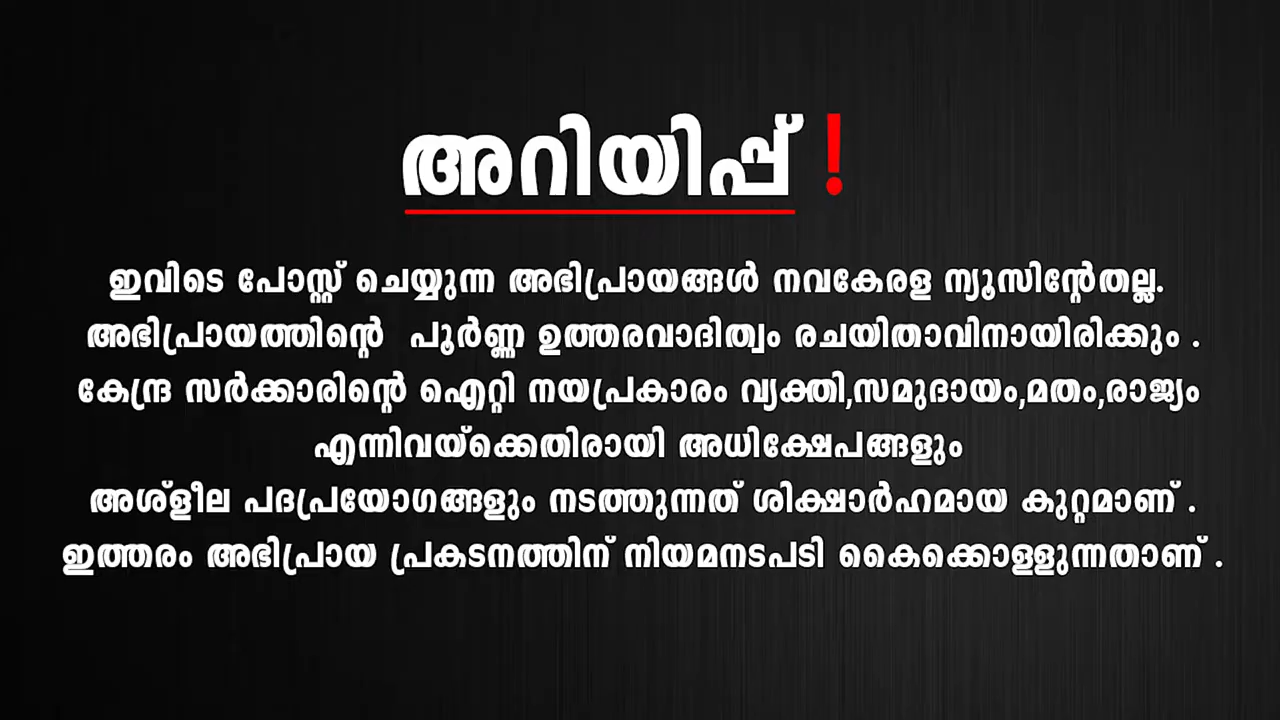 അറിയിപ്പ് !
ഇവിടെ പോസ്റ്റ് ചെയ്യുന്ന അഭിപ്രായങ്ങൾ നവകേരള ന്യൂസിന്റേതല്ല.
അഭിപ്രായത്തിന്റെ പൂർണ്ണ ഉത്തരവാദിത്വം രചയിതാവിനായിരിക്കും .
കേന്ദ്ര സർക്കാരിന്റെ ഐറ്റി നയപ്രകാരം വ്യക്തി,സമുദായം,മതം,രാജ്യം
എന്നിവയ്ക്കെതിരായി അധിക്ഷേപങ്ങളും
അശ്ളീല പദപ്രയോഗങ്ങളും നടത്തുന്നത് ശിക്ഷാർഹമായ കുറ്റമാണ് .
ഇത്തരം അഭിപ്രായ പ്രകടനത്തിന് നിയമനടപടി കൈക്കൊള്ളുന്നതാണ് .